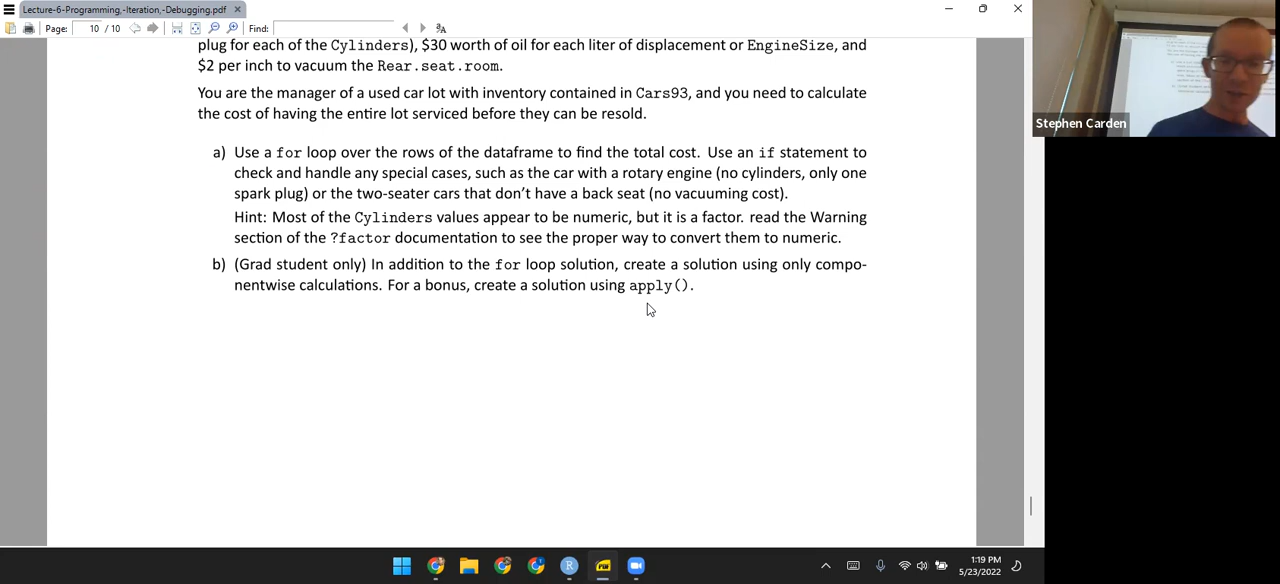 Lecture-6-Programming,-Iteration,-Debugging.pdf
Page: 10 / 10 Find:
plug for each of the Cylinders), $30 worth of oil for each liter of displacement or EngineSize, and
$2 per inch to vacuum the Rear.seat.room.
You are the manager of a used car lot with inventory contained in Cars93, and you need to calculate
the cost of having the entire lot serviced before they can be resold.
a) Use a for loop over the rows of the dataframe to find the total cost. Use an if statement to
check and handle any special cases, such as the car with a rotary engine (no cylinders, only one
spark plug) or the two-seater cars that don't have a back seat (no vacuuming cost).
Hint: Most of the Cylinders values appear to be numeric, but it is a factor. read the Warning
section of the ?factor documentation to see the proper way to convert them to numeric.
b) (Grad student only) In addition to the for loop solution, create a solution using only compo-
nentwise calculations. For a bonus, create a solution using apply().
Stephen Carden
1:19 PM
5/23/2022